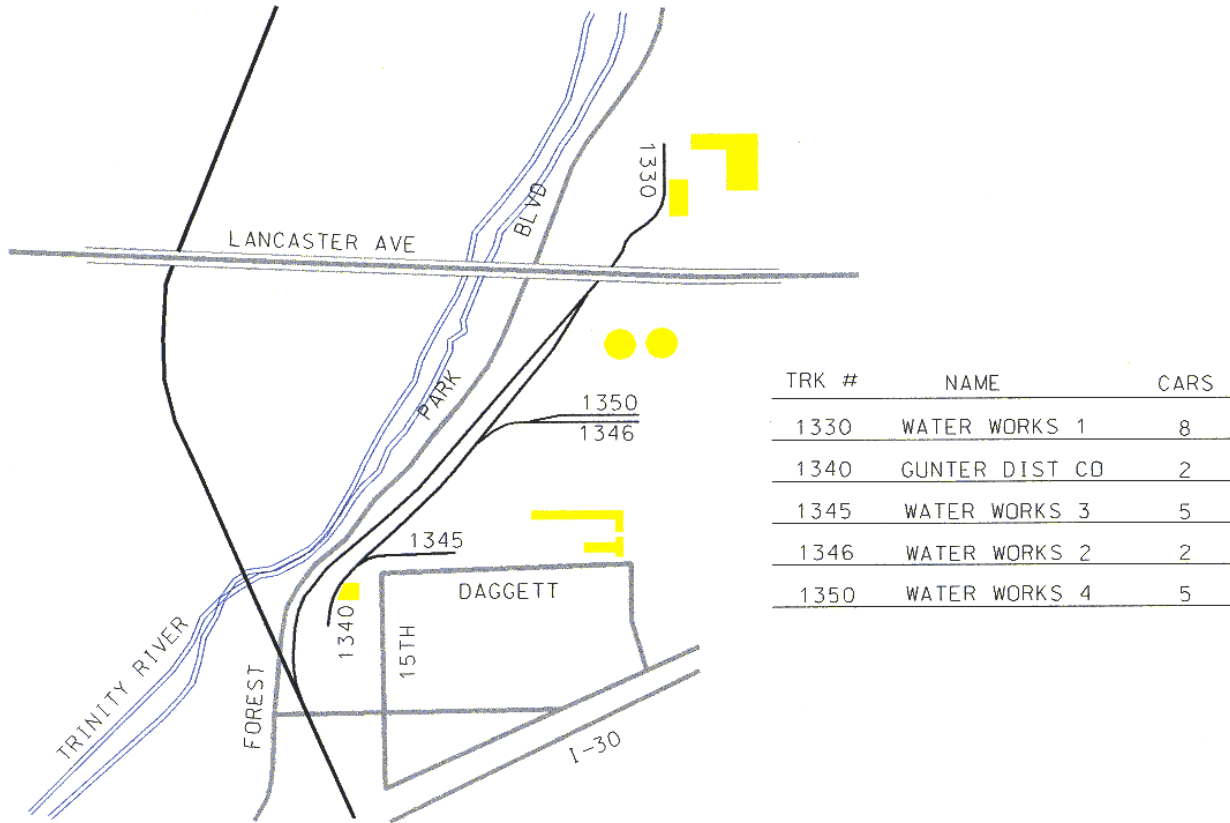 1330
BLVD
LANCASTER AVE
PARK
1350
1346
1345
DAGGETT
1340
15TH
TRINITY RIVER
FOREST
I-30
TRK # NAME CARS
1330 WATER WORKS 1 8
1340 GUNTER DIST CO 2
1345 WATER WORKS 3 5
1346 WATER WORKS 2 2
1350 WATER WORKS 4 5